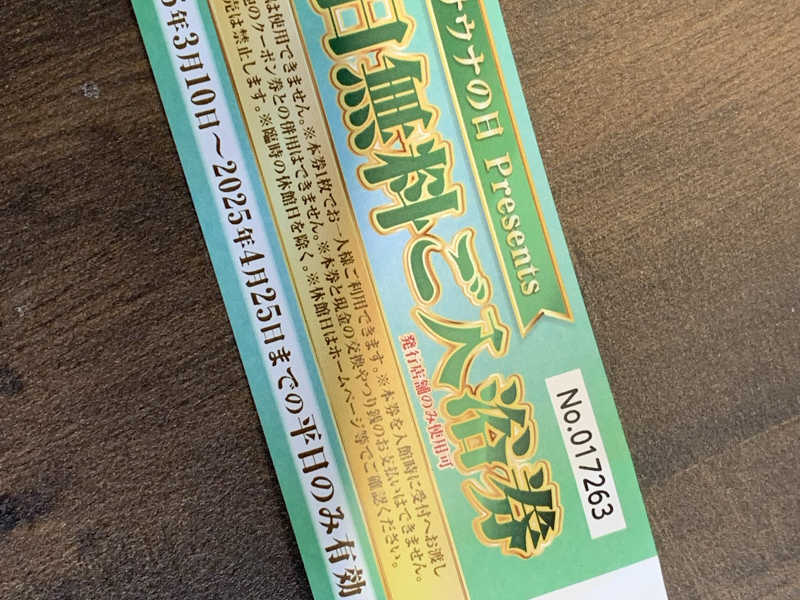 サウナの日 Presents
日無料ご入浴券
No.017263
発行店舗のみ使用可
は使用できません。※本券1枚でお一人様ご利用できます。※本券を入館時に受付へお渡し
他のクーポン券との併用はできません。※本券と現金の交換やつり銭のお支払いはできません。
売は禁止します。※臨時の休館日を除く。※休館日はホームページ等でご確認ください。
5年3月10日～2025年4月25日までの平日のみ有効